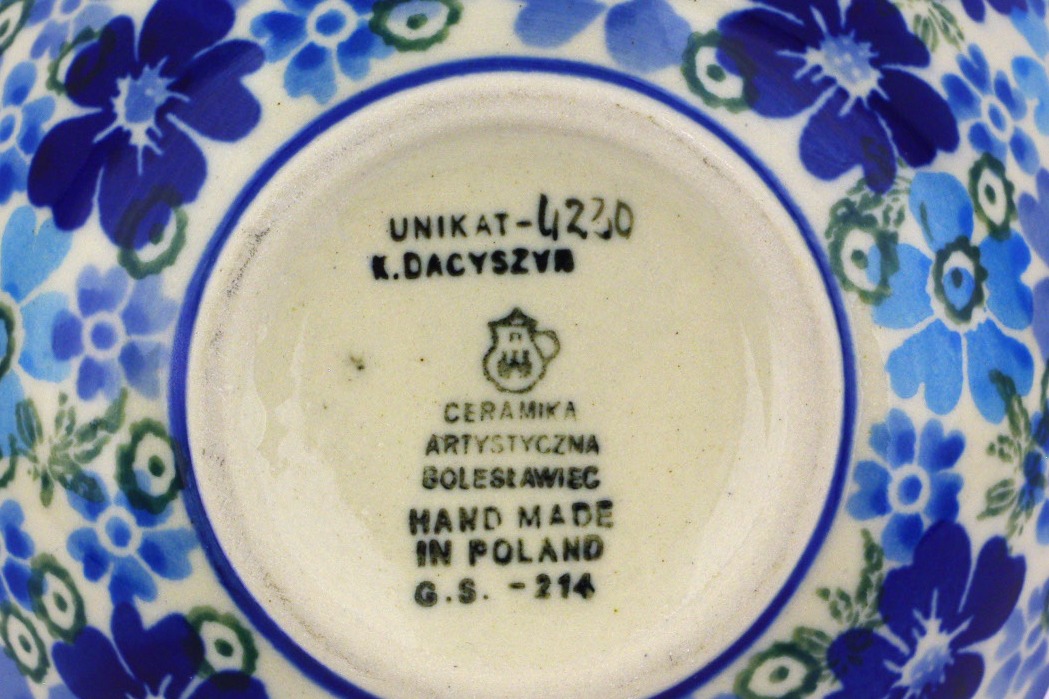 UNIKAT-4230
K.DACYSZYN
CERAMIKA
ARTYSTYCZNA
BOLESŁAWIEC
HAND MADE
IN POLAND
G.S. -214